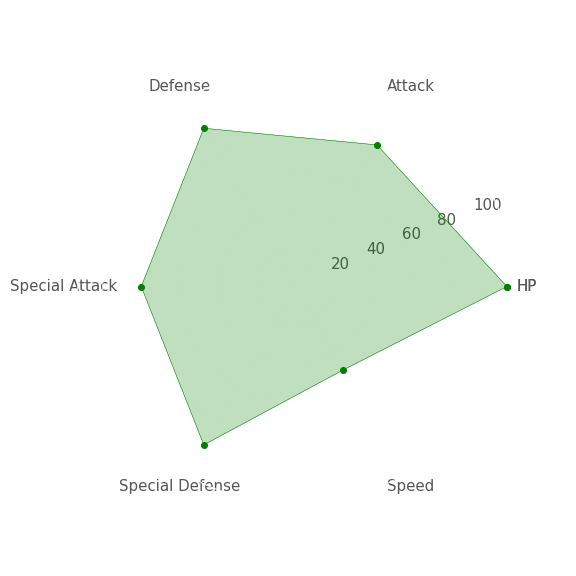 Defense
Attack
100
80
60
40
20
Special Attack
HP
Special Defense
Speed